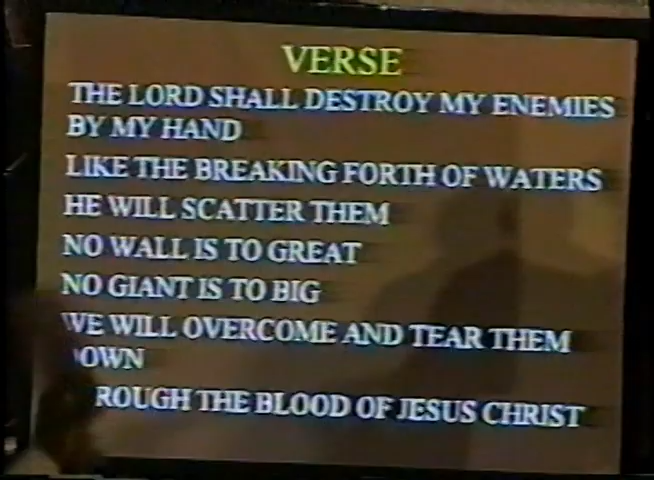 VERSE
THE LORD SHALL DESTROY MY ENEMIES
BY MY HAND
LIKE THE BREAKING FORTH OF WATERS
HE WILL SCATTER THEM
NO WALL IS TO GREAT
NO GIANT IS TO BIG
WE WILL OVERCOME AND TEAR THEM
OWN
ROUGH THE BLOOD OF JESUS CHRIST